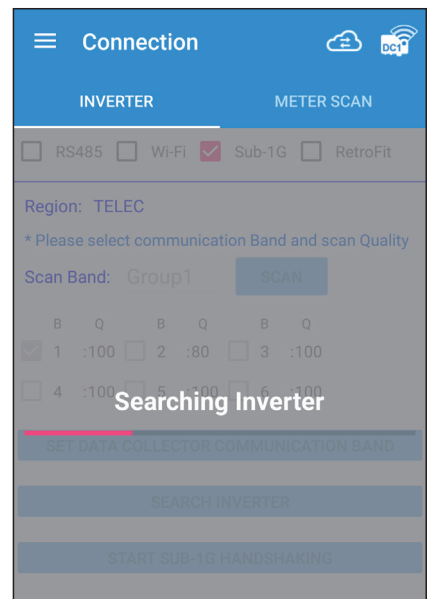 Connection
DC1
INVERTER METER SCAN
RS485 Wi-Fi Sub-1G RetroFit
Region: TELEC
* Please select communication Band and scan Quality
Scan Band: Group1 SCAN
B Q B Q B Q
1 :100 2 :80 3 :100
4 :100 5 :100 6 :100
Searching Inverter
SET DATA COLLECTOR COMMUNICATION BAND
SEARCH INVERTER
START SUB-1G HANDSHAKING